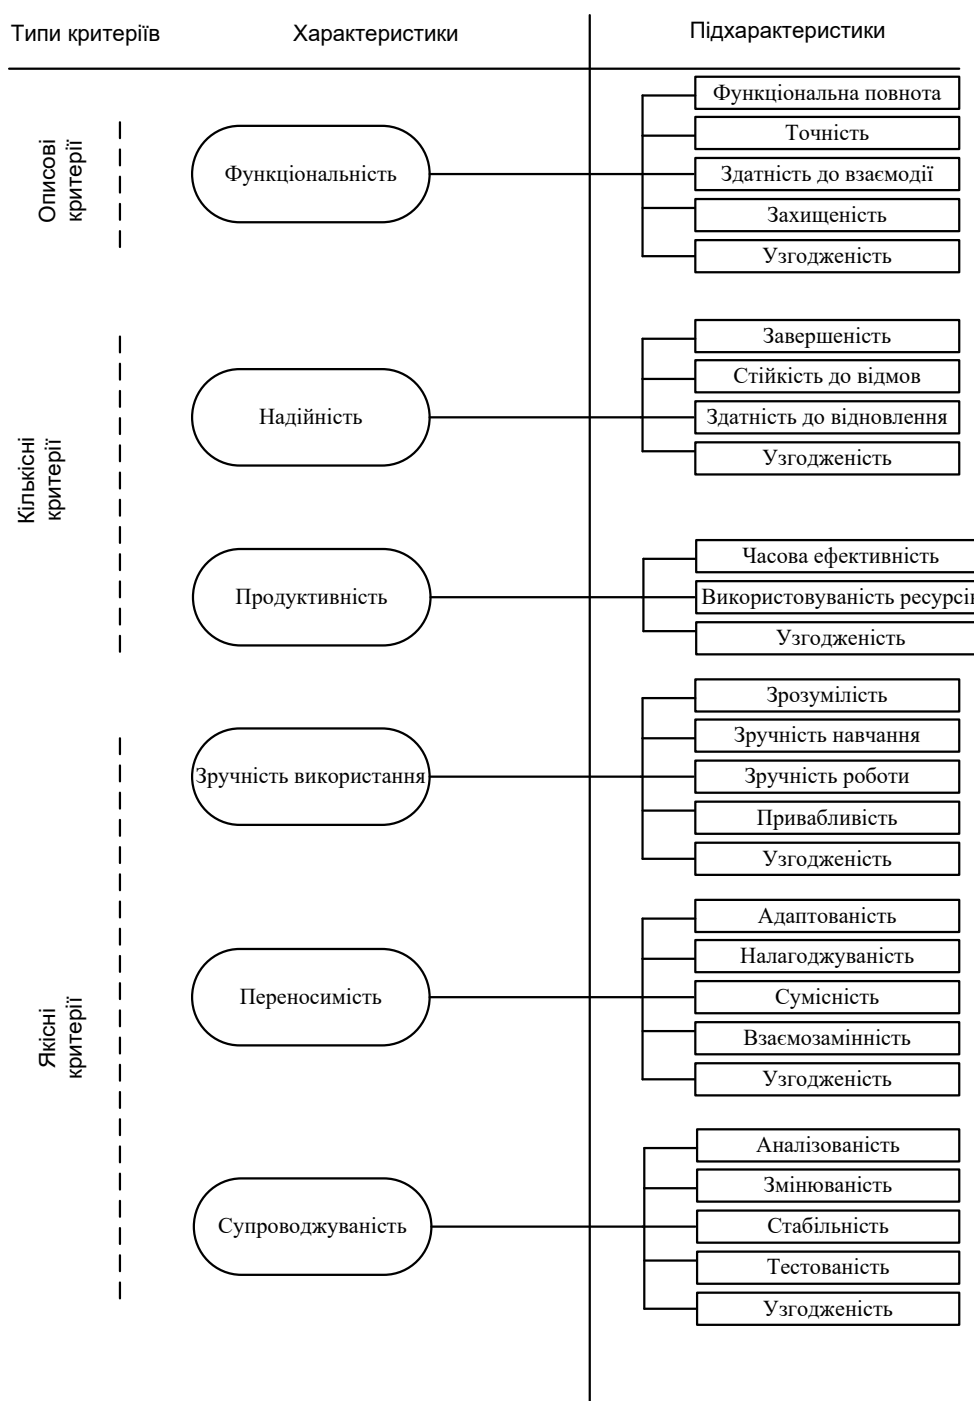 Типи критеріїв
Характеристики
Підхарактеристики
Описові
критерії
Функціональність
Функціональна повнота
Точність
Здатність до взаємодії
Захищеність
Узгодженість
Кількісні
критерії
Надійність
Завершеність
Стійкість до відмов
Здатність до відновлення
Узгодженість
Продуктивність
Часова ефективність
Використовуваність ресурсів
Узгодженість
Якісні
критерії
Зручність використання
Зрозумілість
Зручність навчання
Зручність роботи
Привабливість
Узгодженість
Переносимість
Адаптованість
Налагоджуваність
Сумісність
Взаємозамінність
Узгодженість
Супроводжуваність
Аналізованість
Змінюваність
Стабільність
Тестованість
Узгодженість